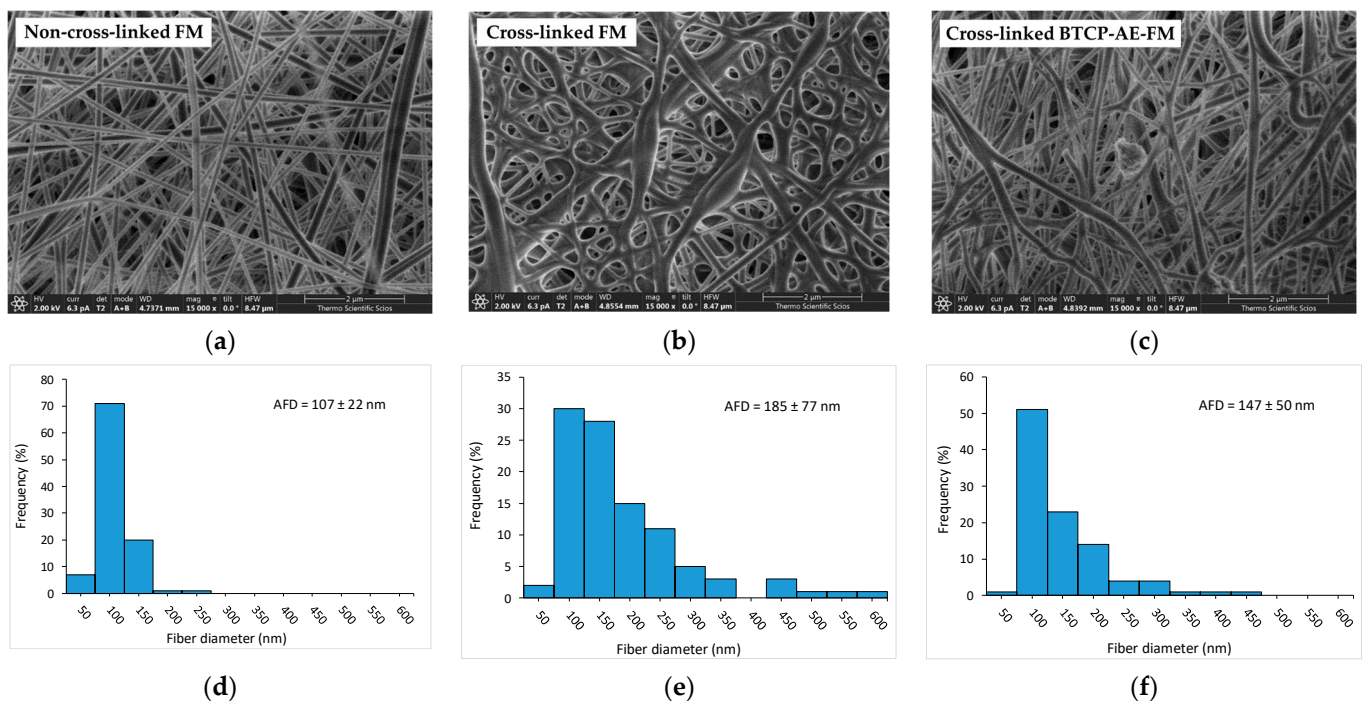 Non-cross-linked FM
Cross-linked FM
Cross-linked BTCP-AE-FM
HV curr det mode WD mag tilt HFW 2 µm
2.00 kV 6.3 pA T2 A+B 4.7371 mm 15 000 x 0.0 ° 8.47 µm Thermo Scientific Scios
HV curr det mode WD mag tilt HFW 2 µm
2.00 kV 6.3 pA T2 A+B 4.8554 mm 15 000 x 0.0 ° 8.47 µm Thermo Scientific Scios
HV curr det mode WD mag tilt HFW 2 µm
2.00 kV 6.3 pA T2 A+B 4.8392 mm 15 000 x 0.0 ° 8.47 µm Thermo Scientific Scios
(a)
(b)
(c)
AFD = 107 ± 22 nm
Frequency (%)
80
70
60
50
40
30
20
10
0
50 100 150 200 250 300 350 400 450 500 550 600
Fiber diameter (nm)
AFD = 185 ± 77 nm
Frequency (%)
35
30
25
20
15
10
5
0
50 100 150 200 250 300 350 400 450 500 550 600
Fiber diameter (nm)
AFD = 147 ± 50 nm
Frequency (%)
60
50
40
30
20
10
0
50 100 150 200 250 300 350 400 450 500 550 600
Fiber diameter (nm)
(d)
(e)
(f)